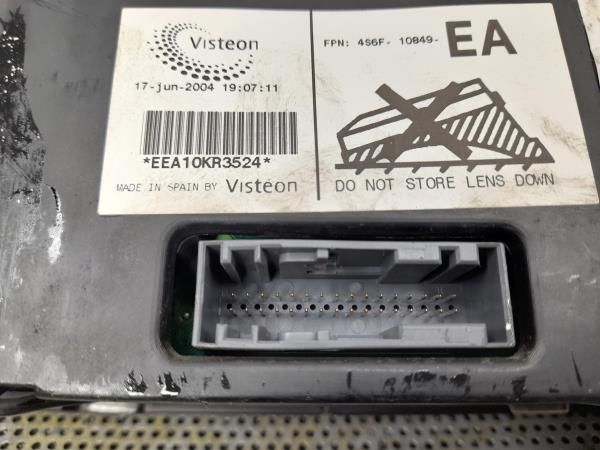 Visteon
17-jun-2004 19:07:11
*EEA10KR3524*
MADE IN SPAIN BY Visteon
FPN: 4S6F- 10849- EA
DO NOT STORE LENS DOWN